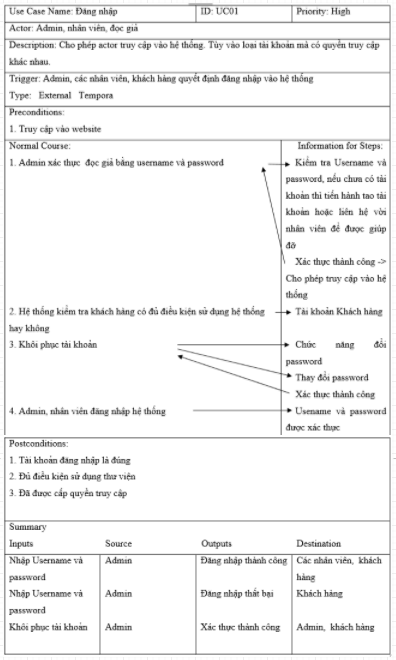 Use Case Name: Đăng nhập ID: UC01 Priority: High
Actor: Admin, nhân viên, đọc giả
Description: Cho phép actor truy cập vào hệ thống. Tùy vào loại tài khoản mà có quyền truy cập
khác nhau.
Trigger: Admin, các nhân viên, khách hàng quyết định đăng nhập vào hệ thống
Type: External Tempora
Preconditions:
1. Truy cập vào website
Normal Course:
1. Admin xác thực đọc giả bằng username và password
2. Hệ thống kiểm tra khách hàng có đủ điều kiện sử dụng hệ thống
hay không
3. Khôi phục tài khoản
4. Admin, nhân viên đăng nhập hệ thống
Information for Steps:
Kiểm tra Username và
password, nếu chưa có tài
khoản thì tiến hành tao tài
khoản hoặc liên hệ với
nhân viên để được giúp
đỡ
Xác thực thành công ->
Cho phép truy cập vào hệ
thống
Tài khoản Khách hàng
Chức năng đổi
password
Thay đổi password
Xác thực thành công
Usename và password
được xác thực
Postconditions:
1. Tài khoản đăng nhập là đúng
2. Đủ điều kiện sử dụng thư viện
3. Đã được cấp quyền truy cập
Summary
Inputs Source Outputs Destination
Nhập Username và Admin Đăng nhập thành công Các nhân viên, khách
password hàng
Nhập Username và Admin Đăng nhập thất bại Khách hàng
password
Khôi phục tài khoản Admin Xác thực thành công Admin, khách hàng